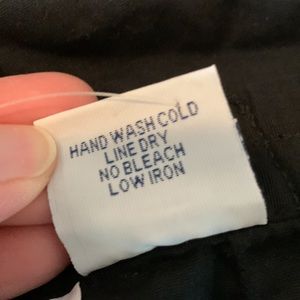 HAND WASH COLD
LINE DRY
NO BLEACH
LOW IRON